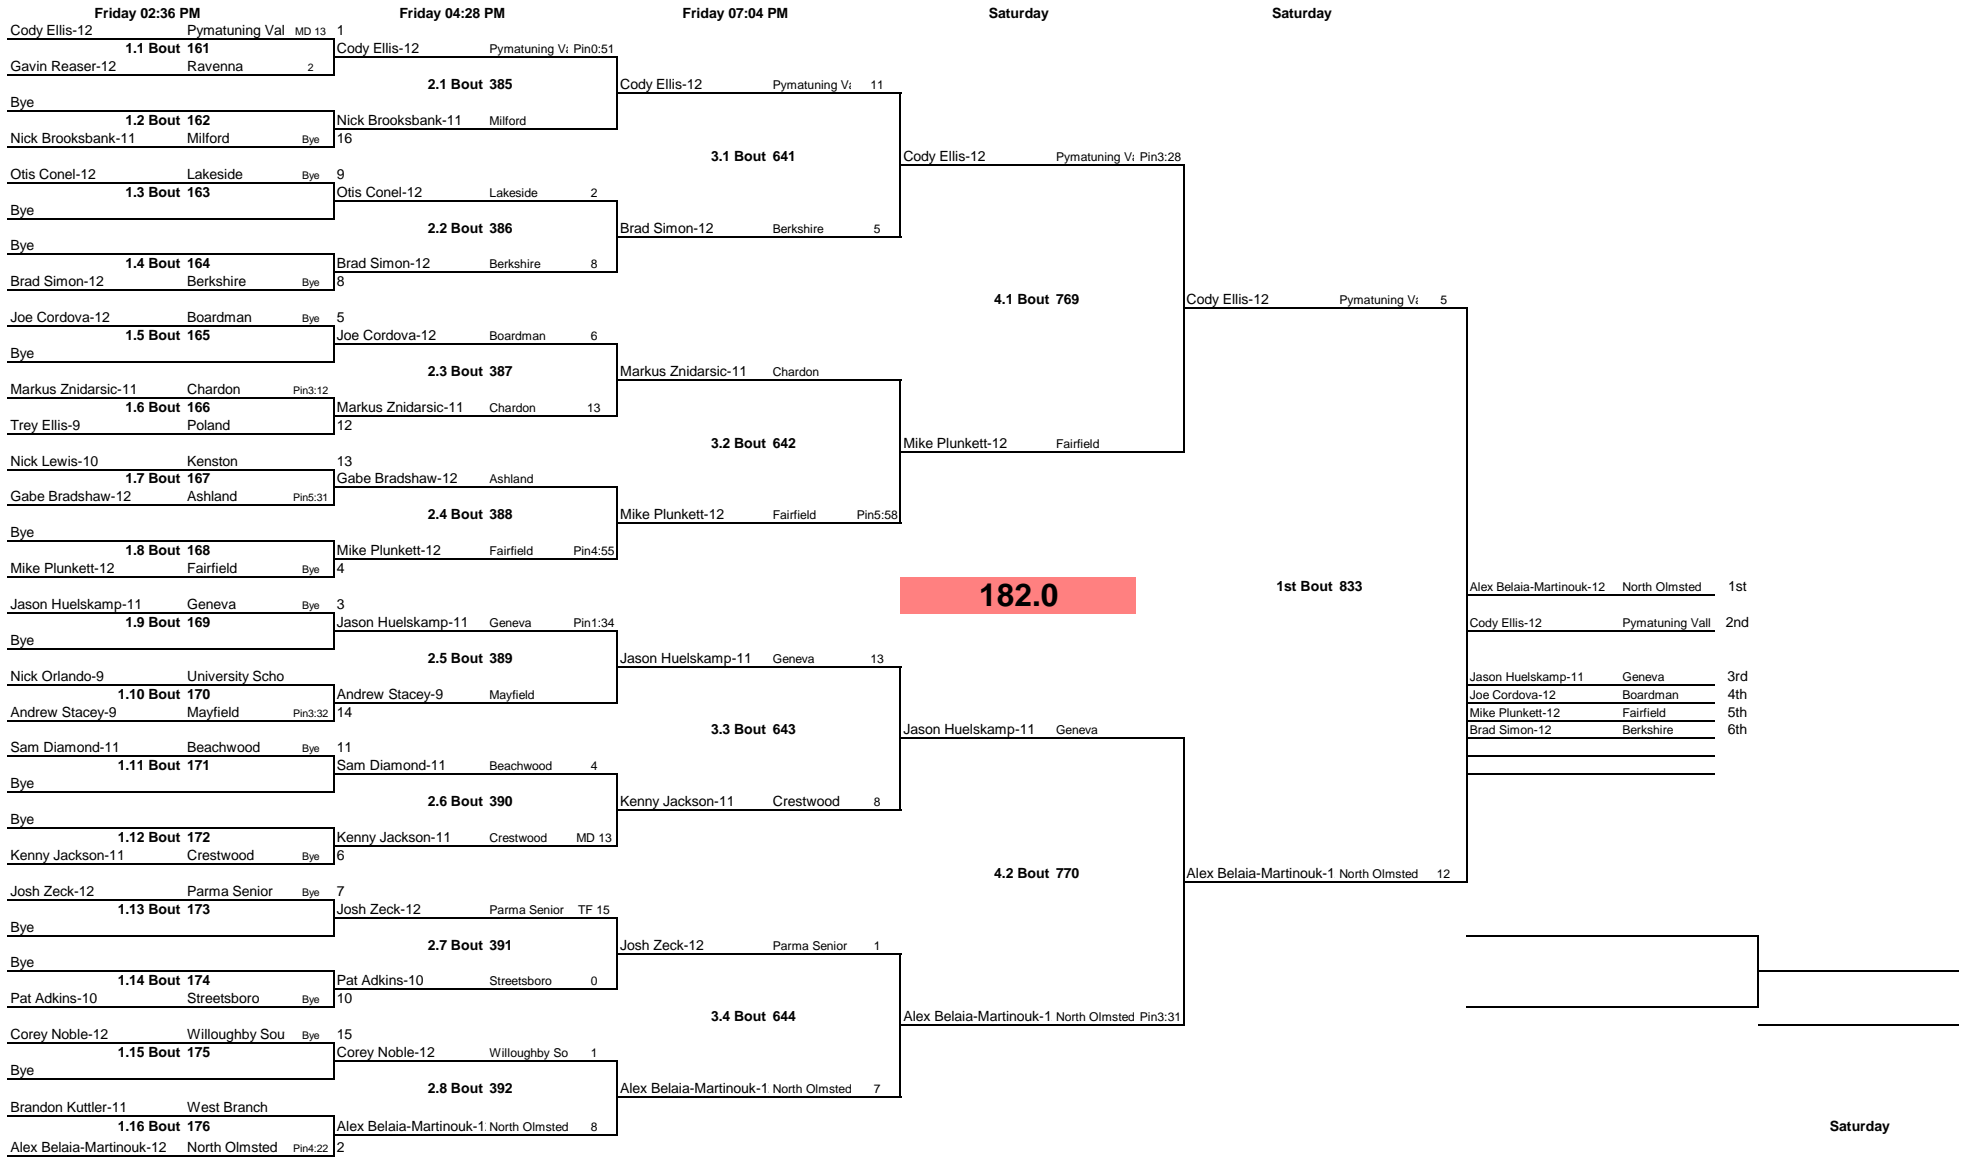 Friday 02:36 PM Friday 04:28 PM Friday 07:04 PM Saturday Saturday
Cody Ellis-12 Pymatuning Val MD 13 1
1.1 Bout 161
Gavin Reaser-12 Ravenna 2
Bye
1.2 Bout 162
Nick Brooksbank-11 Milford Bye 16
Otis Conel-12 Lakeside Bye 9
1.3 Bout 163
Bye
Bye
1.4 Bout 164
Brad Simon-12 Berkshire Bye 8
Joe Cordova-12 Boardman Bye 5
1.5 Bout 165
Bye
Markus Znidarsic-11 Chardon Pin3:12
1.6 Bout 166
Trey Ellis-9 Poland 12
Nick Lewis-10 Kenston 13
1.7 Bout 167
Gabe Bradshaw-12 Ashland Pin5:31
Bye
1.8 Bout 168
Mike Plunkett-12 Fairfield Bye 4
Jason Huelskamp-11 Geneva Bye 3
1.9 Bout 169
Bye
Nick Orlando-9 University Scho
1.10 Bout 170
Andrew Stacey-9 Mayfield Pin3:32 14
Sam Diamond-11 Beachwood Bye 11
1.11 Bout 171
Bye
Bye
1.12 Bout 172
Kenny Jackson-11 Crestwood Bye 6
Josh Zeck-12 Parma Senior Bye 7
1.13 Bout 173
Bye
Bye
1.14 Bout 174
Pat Adkins-10 Streetsboro Bye 10
Corey Noble-12 Willoughby Sou Bye 15
1.15 Bout 175
Bye
Brandon Kuttler-11 West Branch
1.16 Bout 176
Alex Belaia-Martinouk-12 North Olmsted Pin4:22 2
Cody Ellis-12 Pymatuning Va Pin0:51
2.1 Bout 385
Nick Brooksbank-11 Milford
Otis Conel-12 Lakeside 2
2.2 Bout 386
Brad Simon-12 Berkshire 8
Joe Cordova-12 Boardman 6
2.3 Bout 387
Markus Znidarsic-11 Chardon 13
Gabe Bradshaw-12 Ashland
2.4 Bout 388
Mike Plunkett-12 Fairfield Pin4:55
Jason Huelskamp-11 Geneva Pin1:34
2.5 Bout 389
Andrew Stacey-9 Mayfield
Sam Diamond-11 Beachwood 4
2.6 Bout 390
Kenny Jackson-11 Crestwood MD 13
Josh Zeck-12 Parma Senior TF 15
2.7 Bout 391
Pat Adkins-10 Streetsboro 0
Corey Noble-12 Willoughby So 1
2.8 Bout 392
Alex Belaia-Martinouk-1 North Olmsted 8
Cody Ellis-12 Pymatuning Va 11
3.1 Bout 641
Brad Simon-12 Berkshire 5
Markus Znidarsic-11 Chardon
3.2 Bout 642
Mike Plunkett-12 Fairfield Pin5:58
Jason Huelskamp-11 Geneva 13
3.3 Bout 643
Kenny Jackson-11 Crestwood 8
Josh Zeck-12 Parma Senior 1
3.4 Bout 644
Alex Belaia-Martinouk-1 North Olmsted 7
Cody Ellis-12 Pymatuning Va Pin3:28
4.1 Bout 769
Mike Plunkett-12 Fairfield
182.0
Jason Huelskamp-11 Geneva
4.2 Bout 770
Alex Belaia-Martinouk-1 North Olmsted Pin3:31
Cody Ellis-12 Pymatuning Va 5
1st Bout 833
Alex Belaia-Martinouk-1 North Olmsted 12
Alex Belaia-Martinouk-12 North Olmsted 1st
Cody Ellis-12 Pymatuning Vall 2nd
Jason Huelskamp-11 Geneva 3rd
Joe Cordova-12 Boardman 4th
Mike Plunkett-12 Fairfield 5th
Brad Simon-12 Berkshire 6th
Saturday